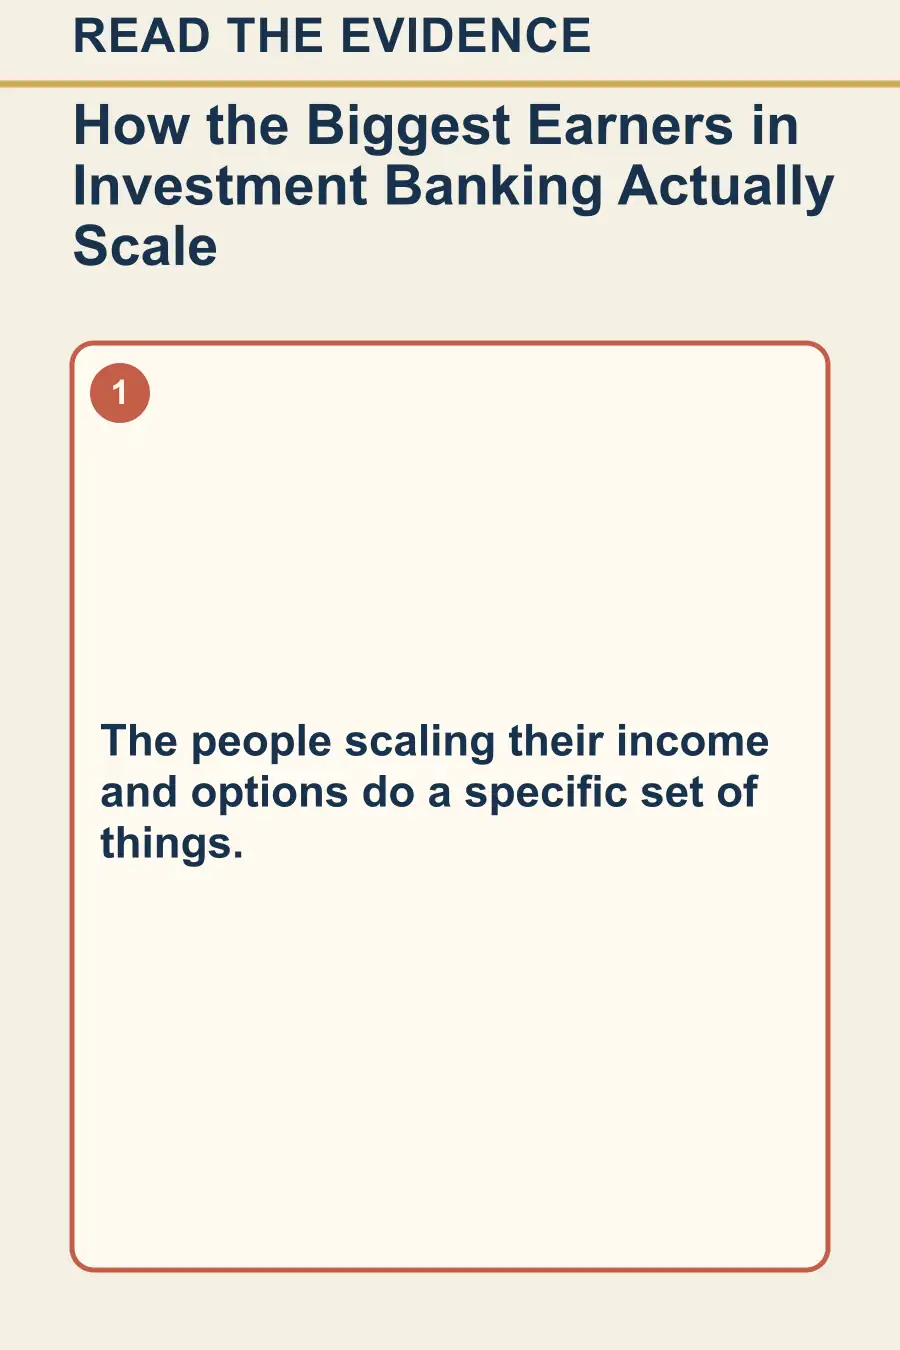 READ THE EVIDENCE
How the Biggest Earners in
Investment Banking Actually
Scale
1
The people scaling their income
and options do a specific set of
things.